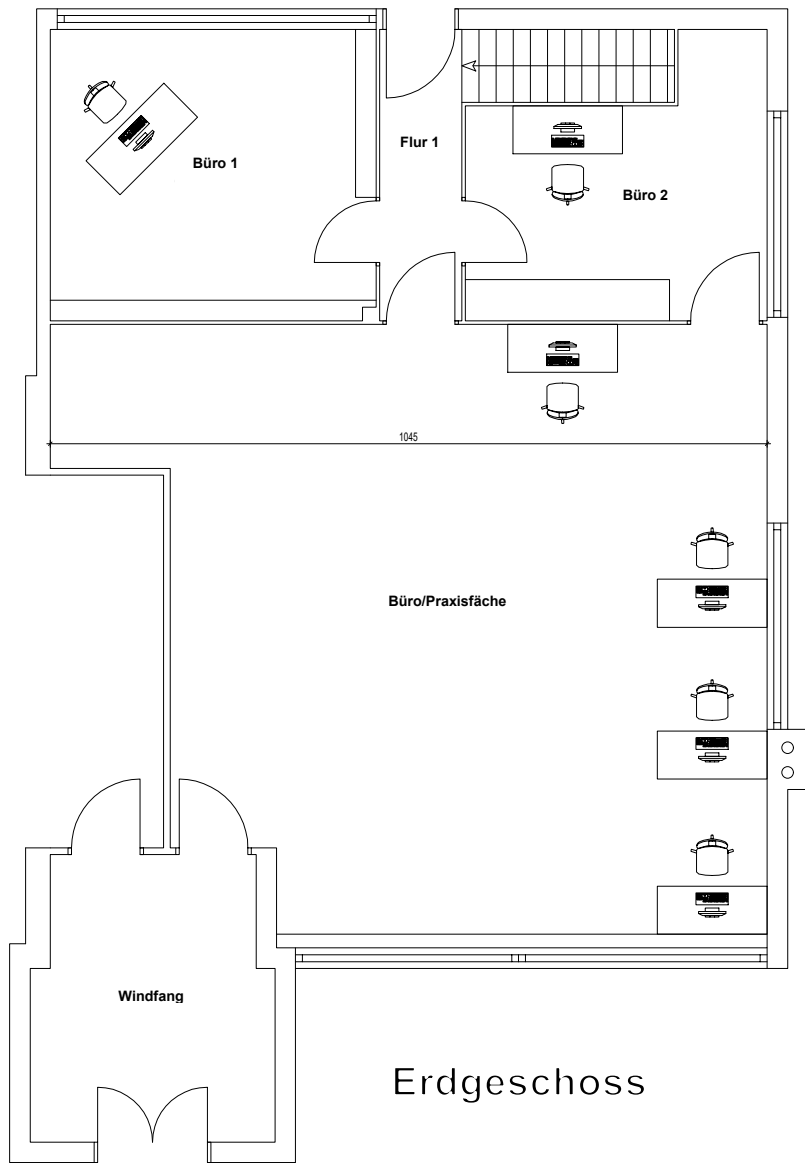 Flur 1
Büro 1
Büro 2
1045
Büro/Praxisfäche
Windfang
Erdgeschoss